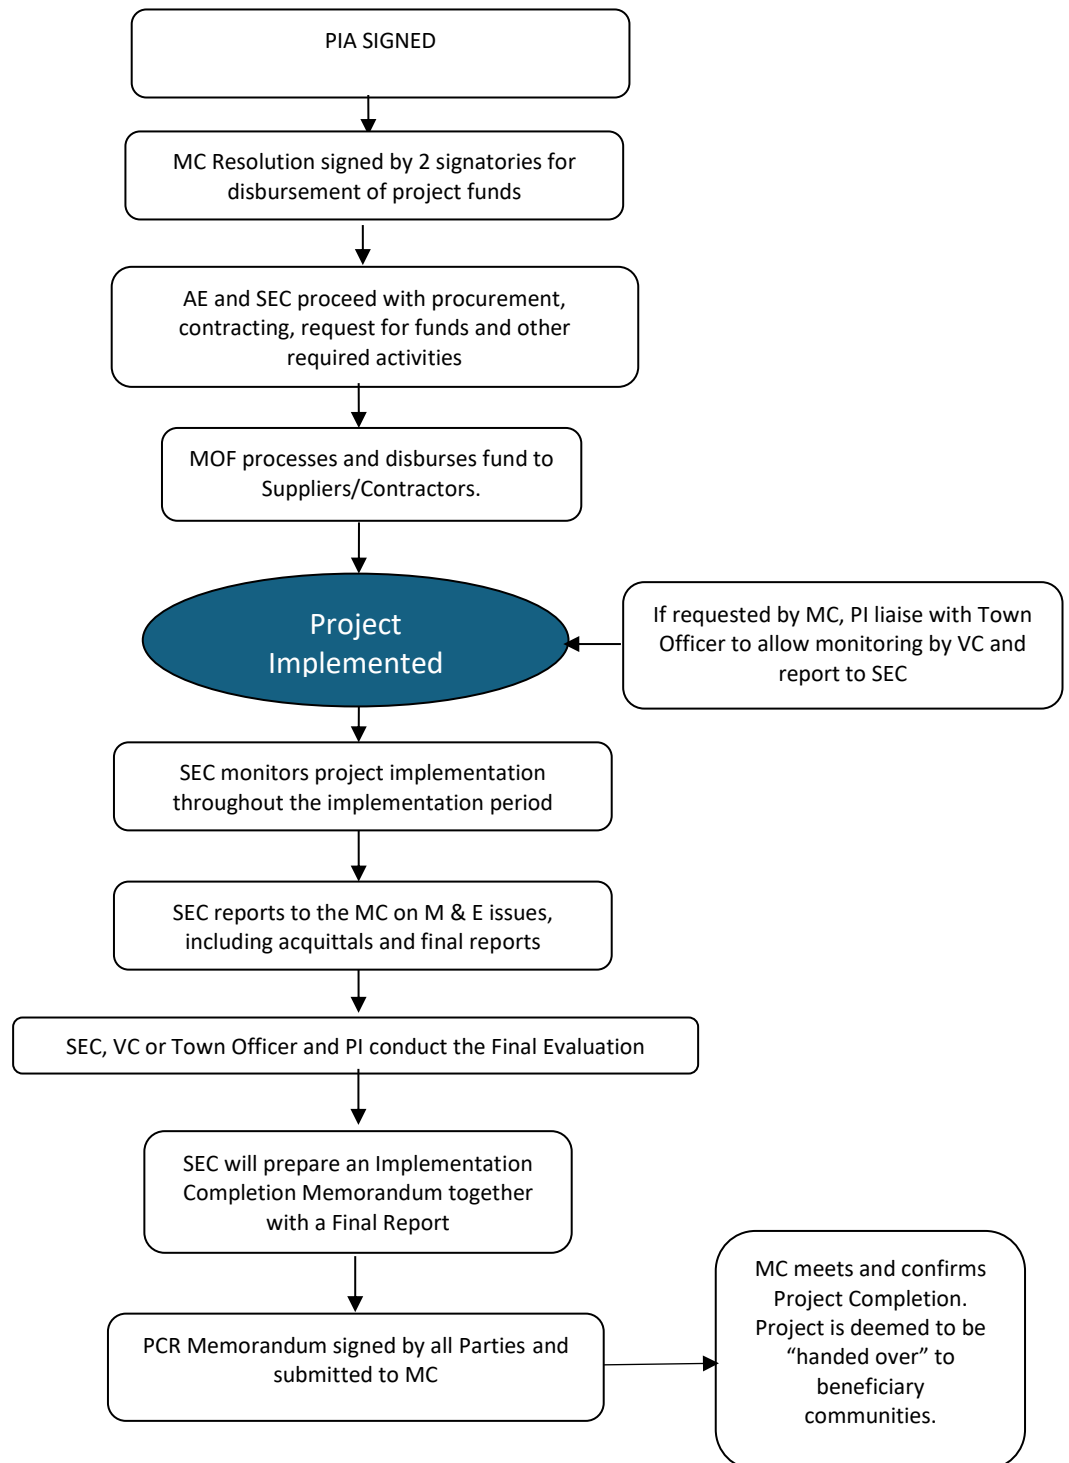 PIA SIGNED
MC Resolution signed by 2 signatories for
disbursement of project funds
AE and SEC proceed with procurement,
contracting, request for funds and other
required activities
MOF processes and disburses fund to
Suppliers/Contractors.
Project
Implemented
If requested by MC, PI liaise with Town
Officer to allow monitoring by VC and
report to SEC
SEC monitors project implementation
throughout the implementation period
SEC reports to the MC on M & E issues,
including acquittals and final reports
SEC, VC or Town Officer and PI conduct the Final Evaluation
SEC will prepare an Implementation
Completion Memorandum together
with a Final Report
PCR Memorandum signed by all Parties and
submitted to MC
MC meets and confirms
Project Completion.
Project is deemed to be
“handed over” to
beneficiary
communities.